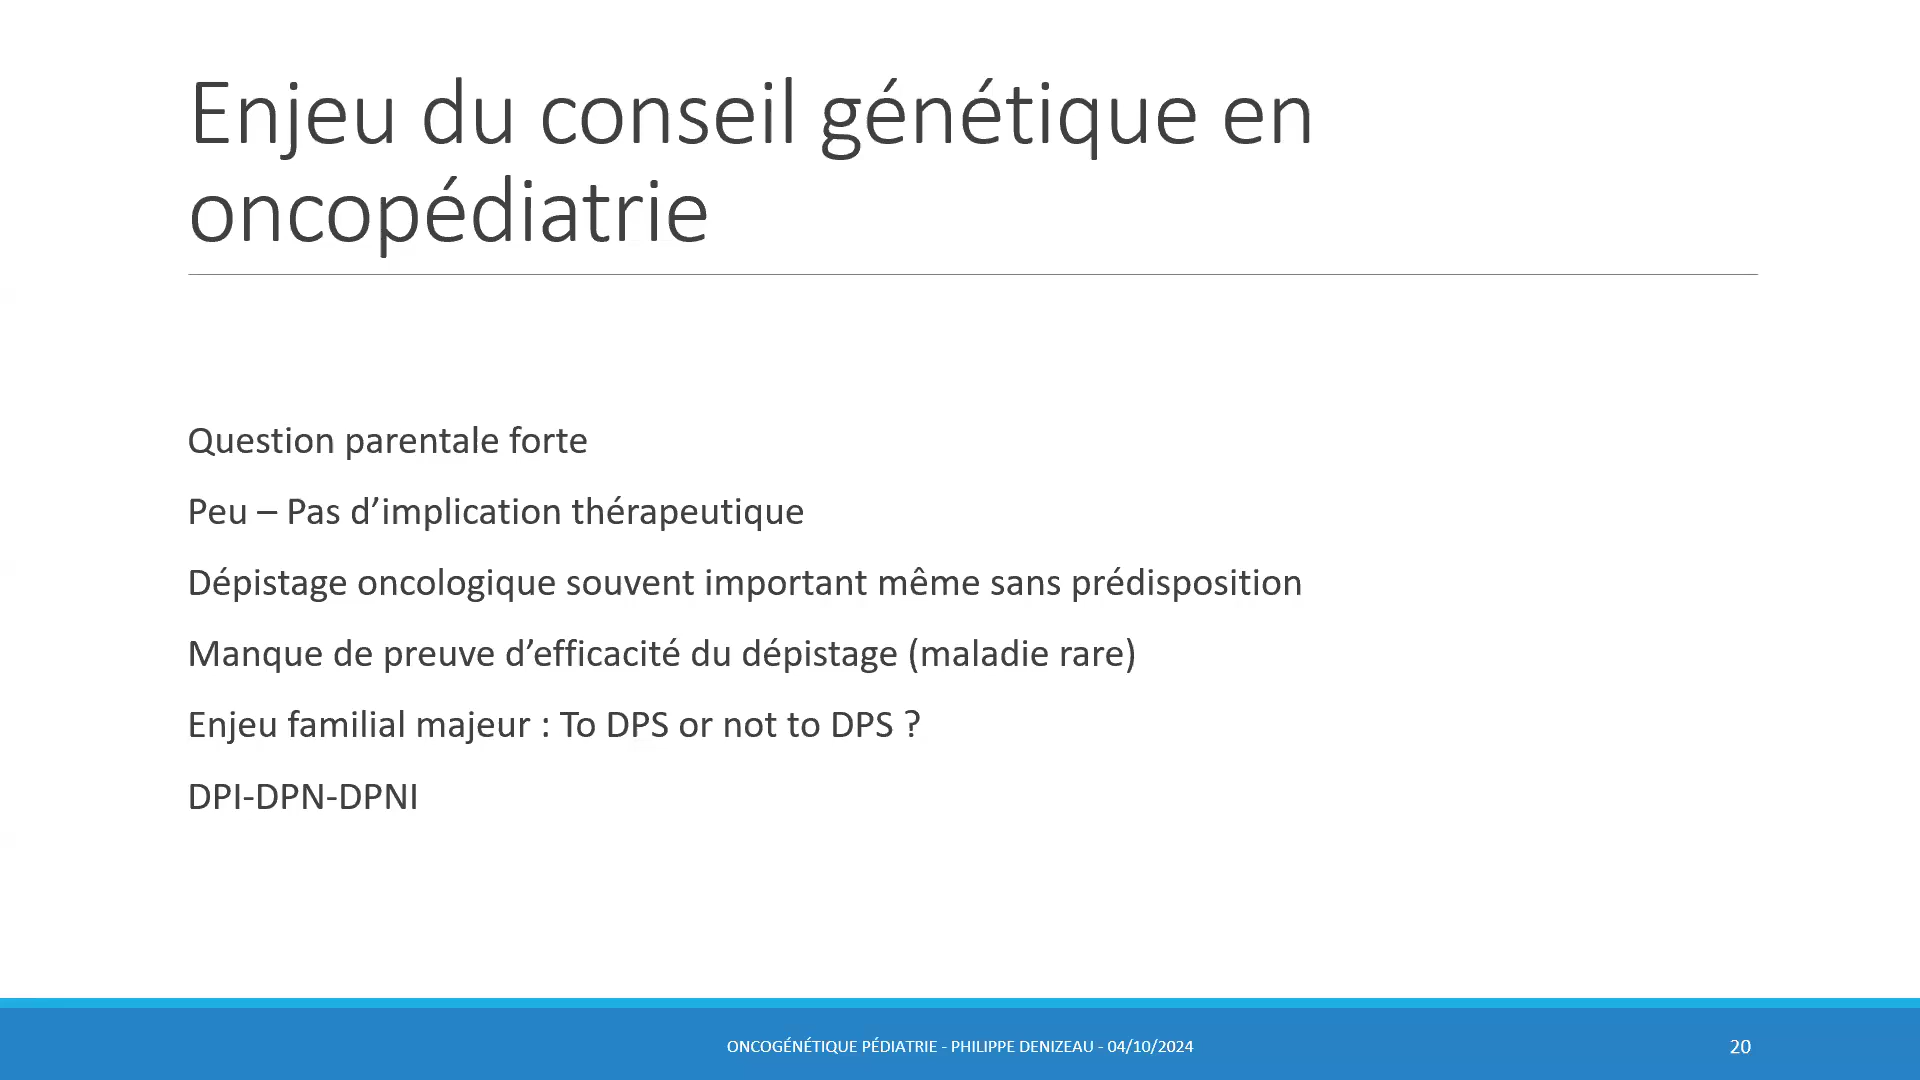 Enjeu du conseil génétique en
oncopédiatrie
Question parentale forte
Peu – Pas d’implication thérapeutique
Dépistage oncologique souvent important même sans prédisposition
Manque de preuve d’efficacité du dépistage (maladie rare)
Enjeu familial majeur : To DPS or not to DPS ?
DPI-DPN-DPNI
ONCOGÉNÉTIQUE PÉDIATRIE - PHILIPPE DENIZEAU - 04/10/2024
20